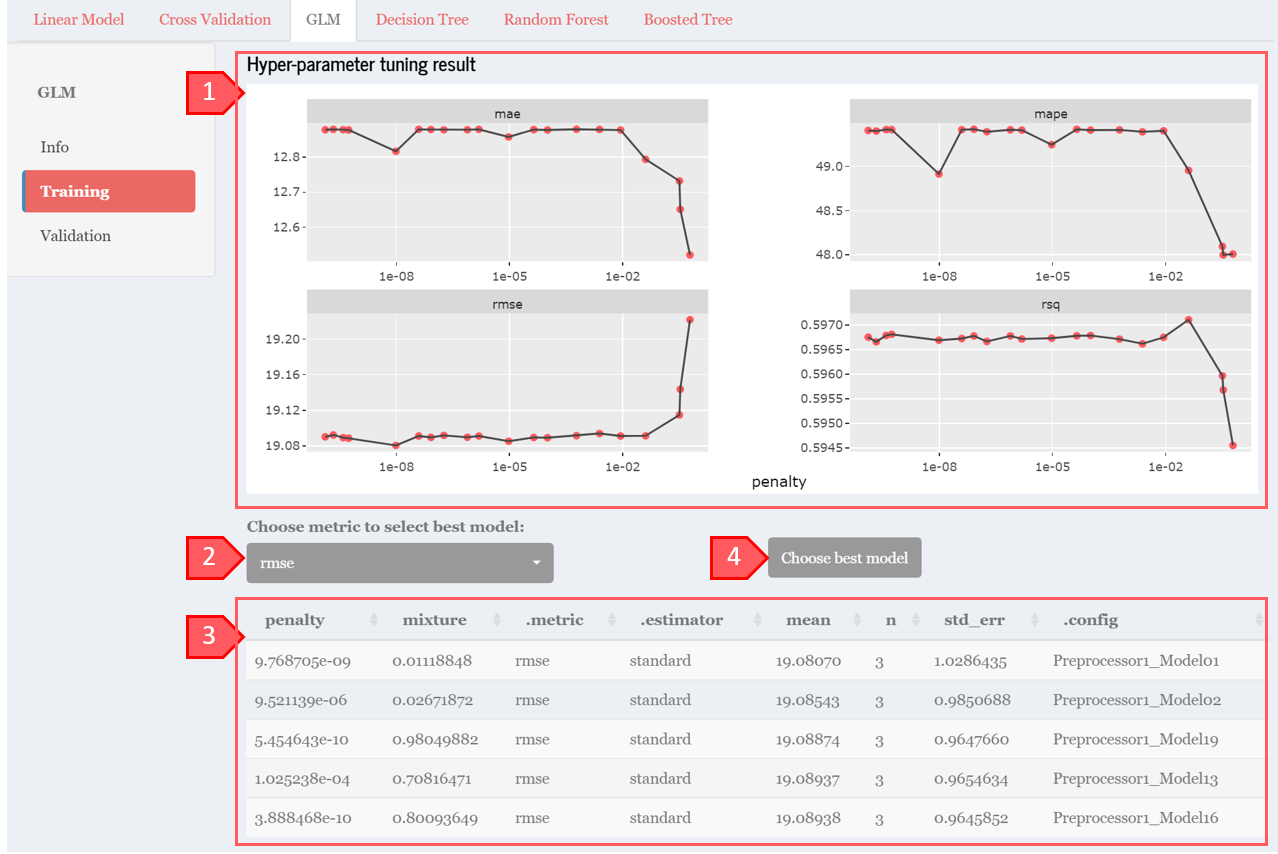 Linear Model Cross Validation GLM Decision Tree Random Forest Boosted Tree
GLM
Info
Training
Validation
1
Hyper-parameter tuning result
mae
12.8
12.7
12.6
1e-08 1e-05 1e-02
mape
49.0
48.5
48.0
1e-08 1e-05 1e-02
rmse
19.20
19.16
19.12
19.08
1e-08 1e-05 1e-02
rsq
0.5970
0.5965
0.5960
0.5955
0.5950
0.5945
1e-08 1e-05 1e-02
penalty
Choose metric to select best model:
2
rmse
4
Choose best model
3
penalty mixture .metric .estimator mean n std_err .config
9.768705e-09 0.01118848 rmse standard 19.08070 3 1.0286435 Preprocessor1_Model01
9.521139e-06 0.02671872 rmse standard 19.08543 3 0.9850688 Preprocessor1_Model02
5.454643e-10 0.98049882 rmse standard 19.08874 3 0.9647660 Preprocessor1_Model19
1.025238e-04 0.70816471 rmse standard 19.08937 3 0.9654634 Preprocessor1_Model13
3.888468e-10 0.80093649 rmse standard 19.08938 3 0.9645852 Preprocessor1_Model16